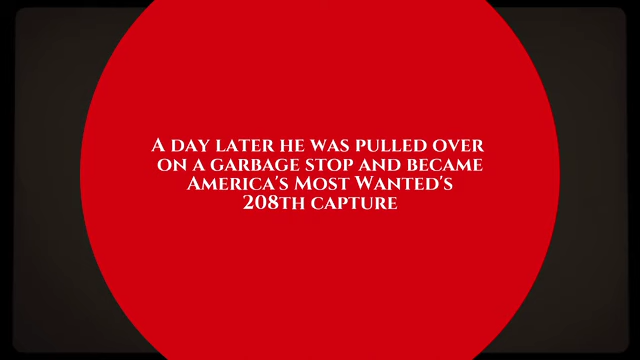 A DAY LATER HE WAS PULLED OVER
ON A GARBAGE STOP AND BECAME
AMERICA'S MOST WANTED'S
208TH CAPTURE